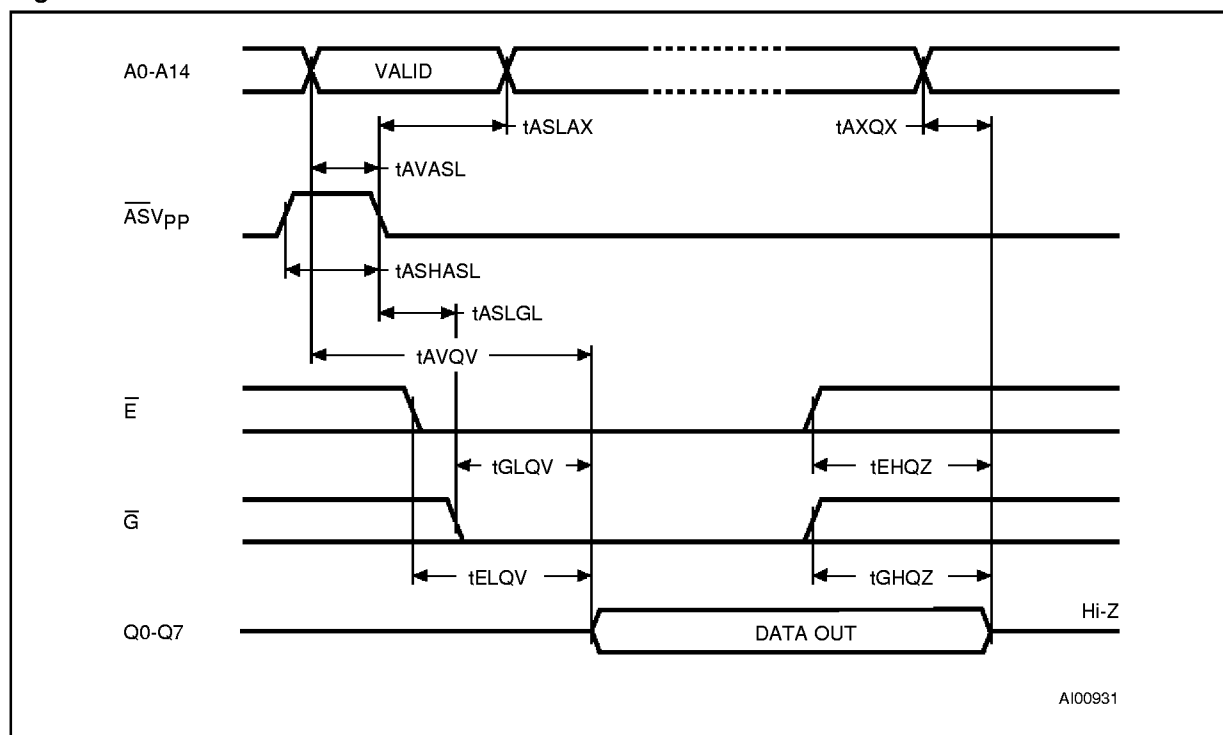 A0-A14
VALID
tASLAX
tAXQX
tAVASL
A̅S̅VPP
tASHASL
tASLGL
tAVQV
E̅
tGLQV
tEHQZ
G̅
tELQV
tGHQZ
Q0-Q7
DATA OUT
Hi-Z
AI00931